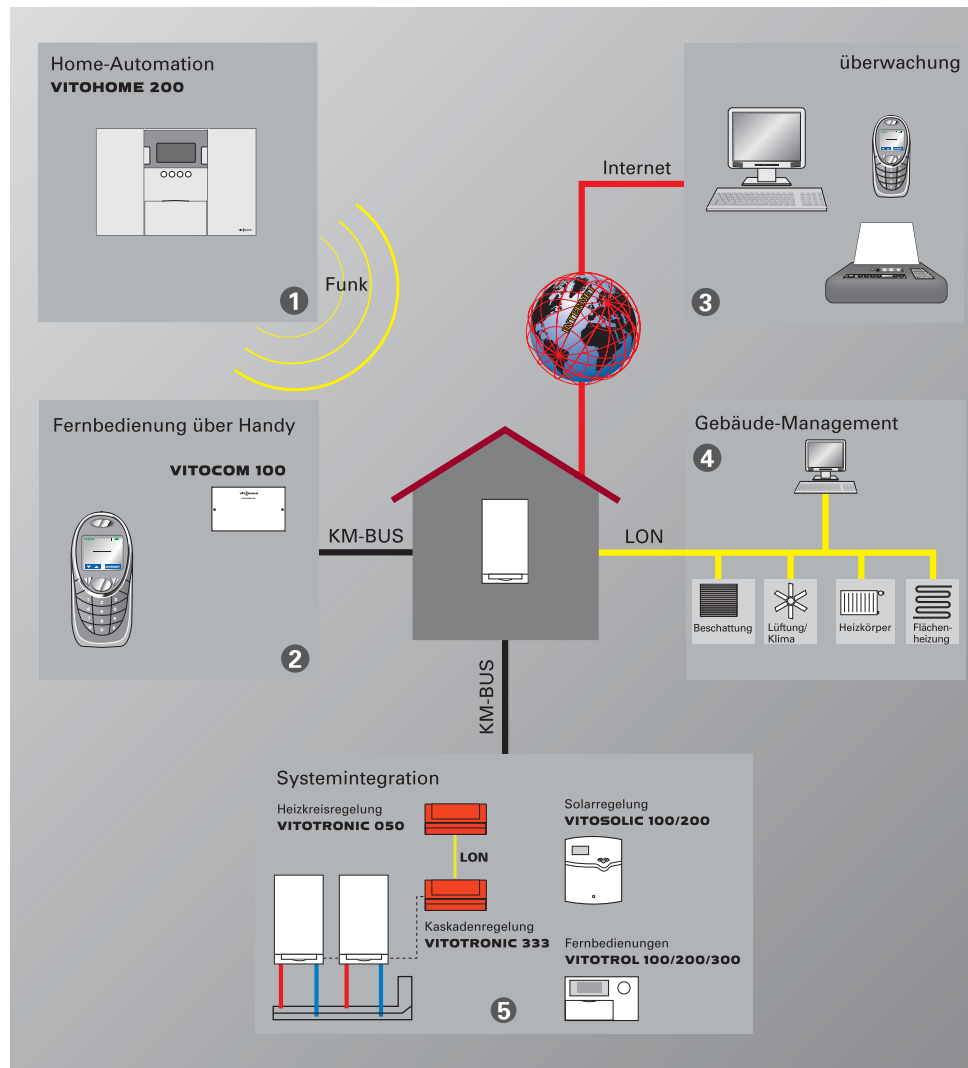 Home-Automation
VITOHOME 200
Funk
1
überwachung
Internet
INTERNET
3
Fernbedienung über Handy
VITOCOM 100
KM-BUS
2
Gebäude-Management
4
LON
Beschattung
Lüftung/
Klima
Heizkörper
Flächen-
heizung
KM-BUS
Systemintegration
Heizkreisregelung
VITOTRONIC 050
LON
Kaskadenregelung
VITOTRONIC 333
Solarregelung
VITOSOLIC 100/200
Fernbedienungen
VITOTROL 100/200/300
5